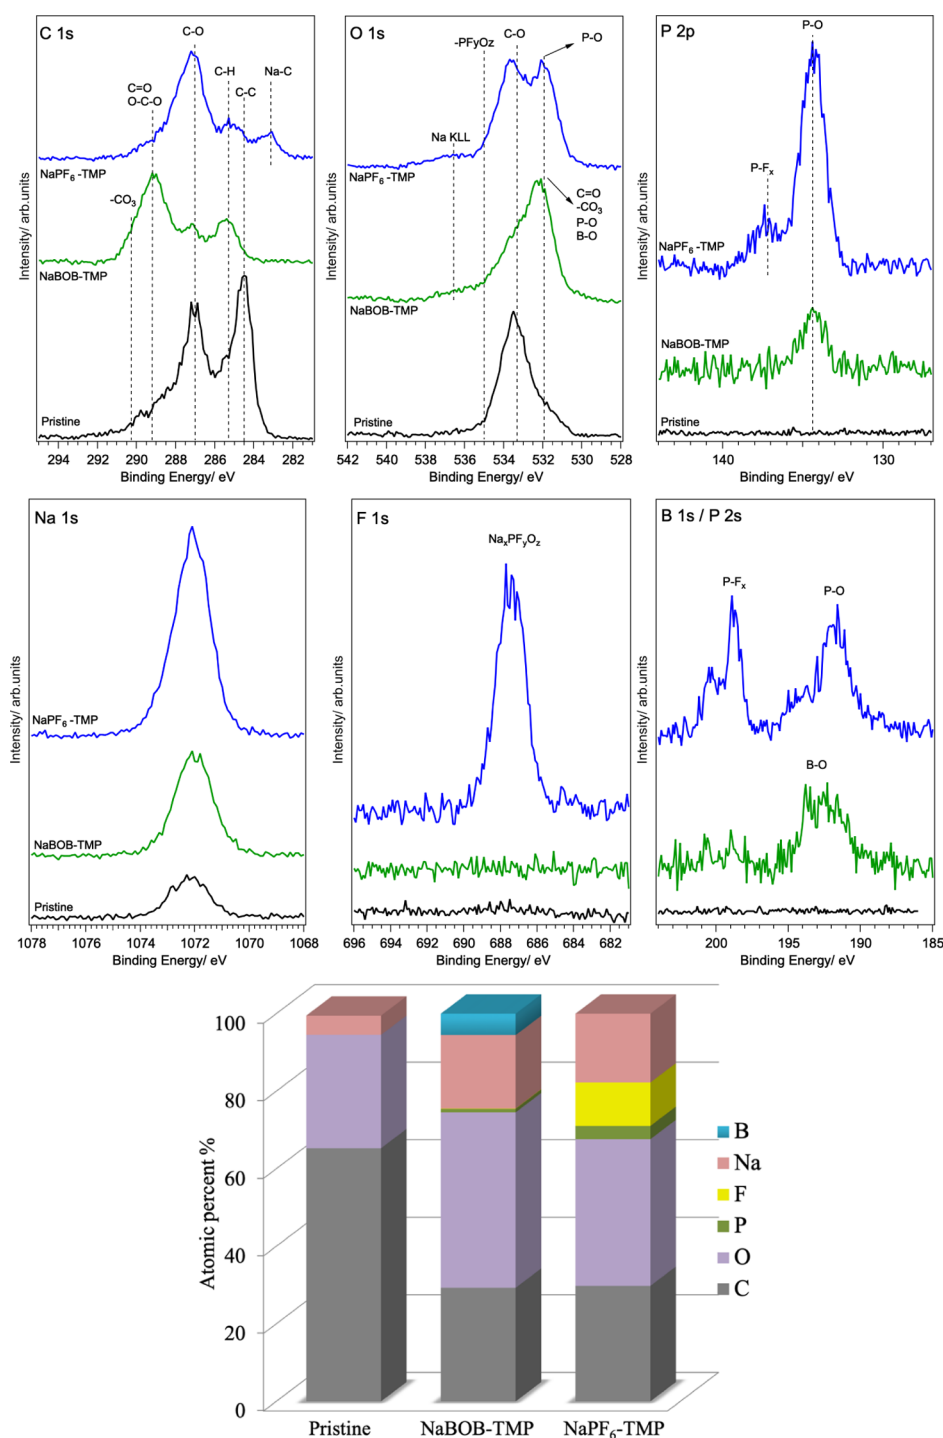 C 1s
C-O
C-H
Na-C
C=O
O-C-O
C-C
NaPF6 -TMP
-CO3
NaBOB-TMP
Pristine
Intensity/ arb.units
294 292 290 288 286 284 282
Binding Energy/ eV
O 1s
-PFyOz
C-O
P-O
Na KLL
NaPF6 -TMP
C=O
-CO3
P-O
B-O
NaBOB-TMP
Pristine
Intensity/ arb.units
542 540 538 536 534 532 530 528
Binding Energy/ eV
P 2p
P-O
P-Fx
NaPF6 -TMP
NaBOB-TMP
Pristine
Intensity/ arb.units
140 130
Binding Energy/ eV
Na 1s
NaPF6 -TMP
NaBOB-TMP
Pristine
Intensity/ arb.units
1078 1076 1074 1072 1070 1068
Binding Energy/ eV
F 1s
NaxPFyOz
Intensity/ arb.units
696 694 692 690 688 686 684 682
Binding Energy/ eV
B 1s / P 2s
P-Fx
P-O
B-O
Intensity/ arb.units
200 195 190 185
Binding Energy/ eV
Atomic percent %
100
80
60
40
20
0
Pristine NaBOB-TMP NaPF6-TMP
B
Na
F
P
O
C